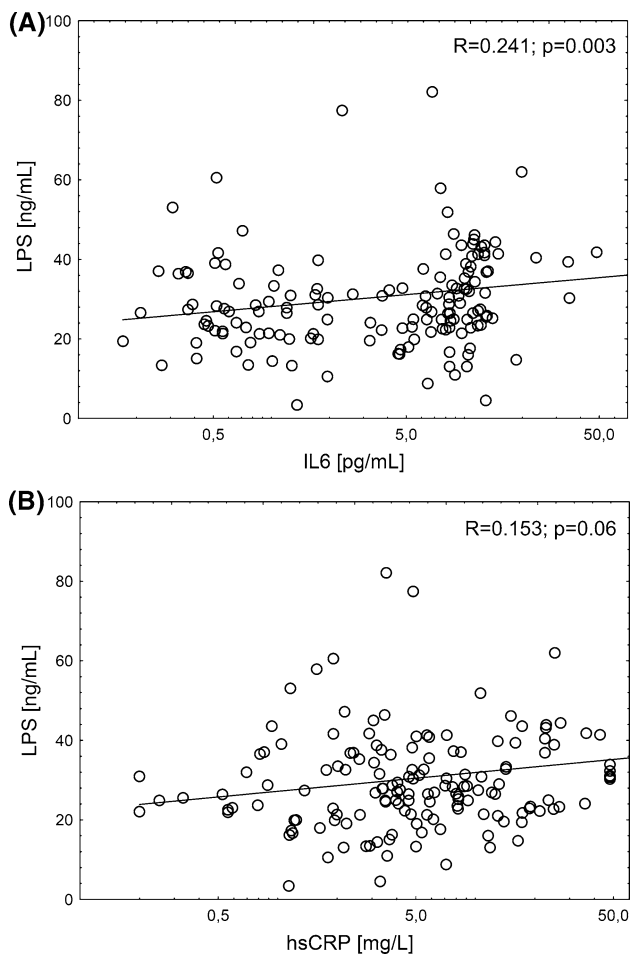 (A)
100
R=0.241; p=0.003
80
60
LPS [ng/mL]
40
20
0
0,5
5,0
50,0
IL6 [pg/mL]
(B)
100
R=0.153; p=0.06
80
60
LPS [ng/mL]
40
20
0
0,5
5,0
50,0
hsCRP [mg/L]